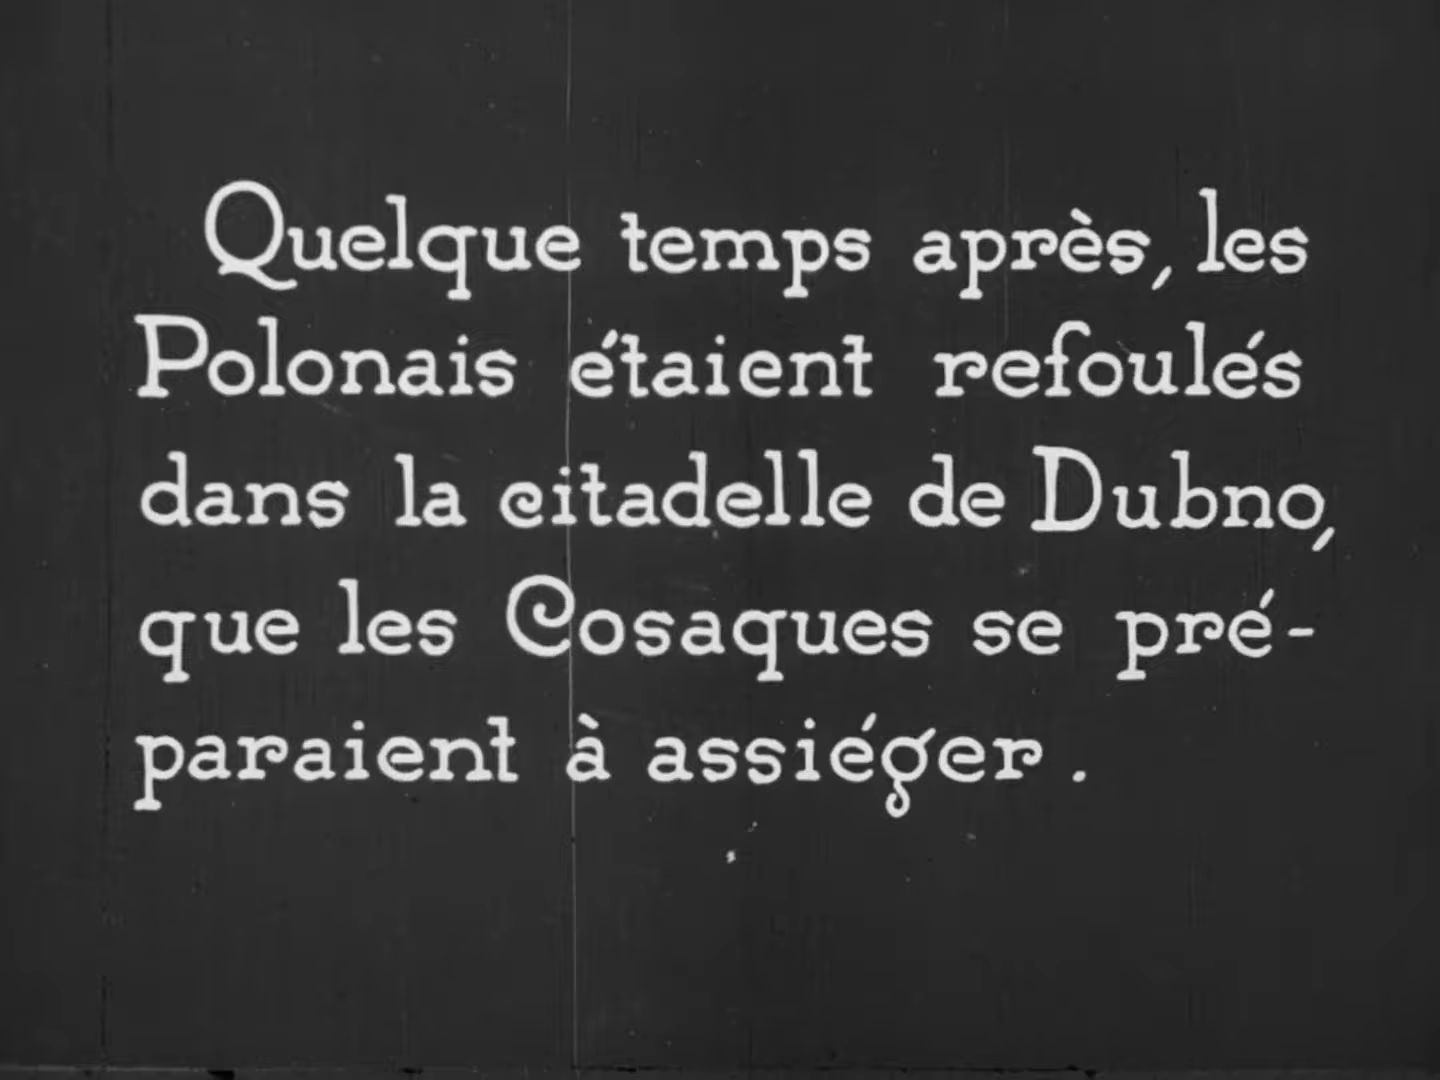 Quelque temps après, les
Polonais étaient refoulés
dans la citadelle de Dubno,
que les Cosaques se pré-
paraient à assiéger.